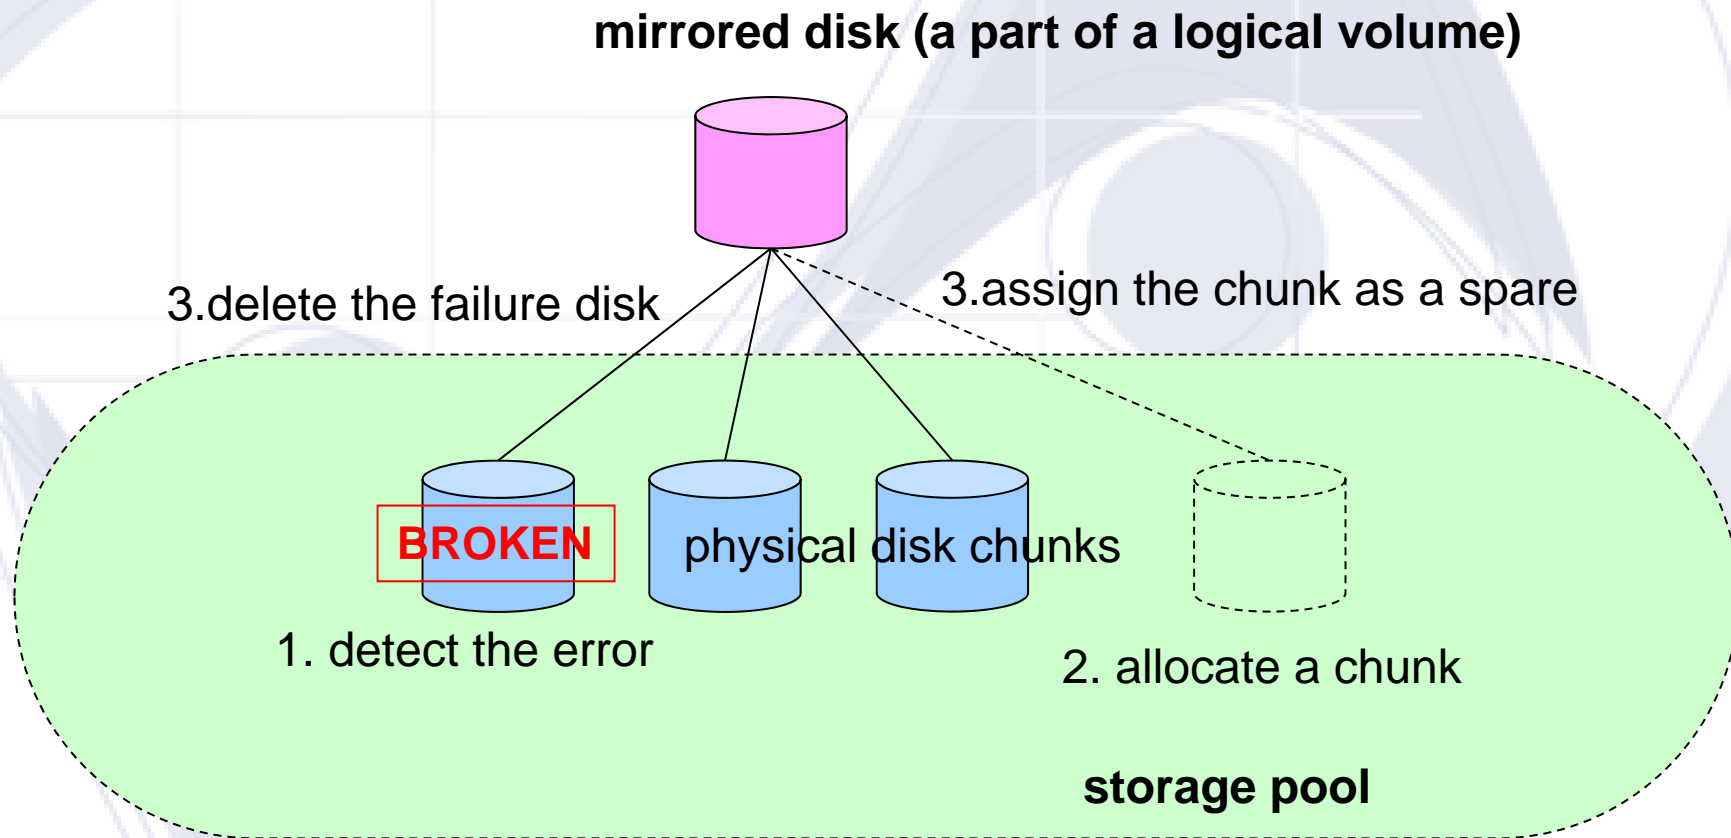 mirrored disk (a part of a logical volume)
3.delete the failure disk
3.assign the chunk as a spare
BROKEN
physical disk chunks
1. detect the error
2. allocate a chunk
storage pool